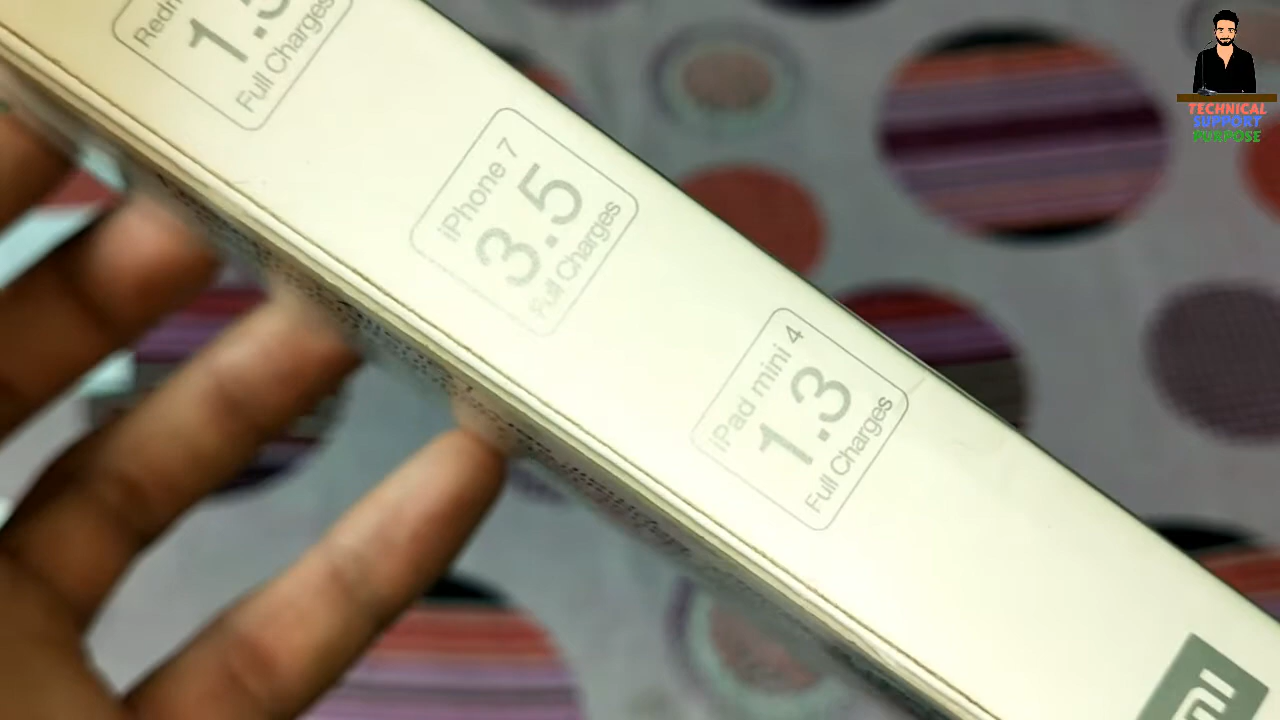 1.5
Full Charges
iPhone 7
3.5
Full Charges
iPad mini 4
1.3
Full Charges
mi
TECHNICAL
SUPPORT
PURPOSE